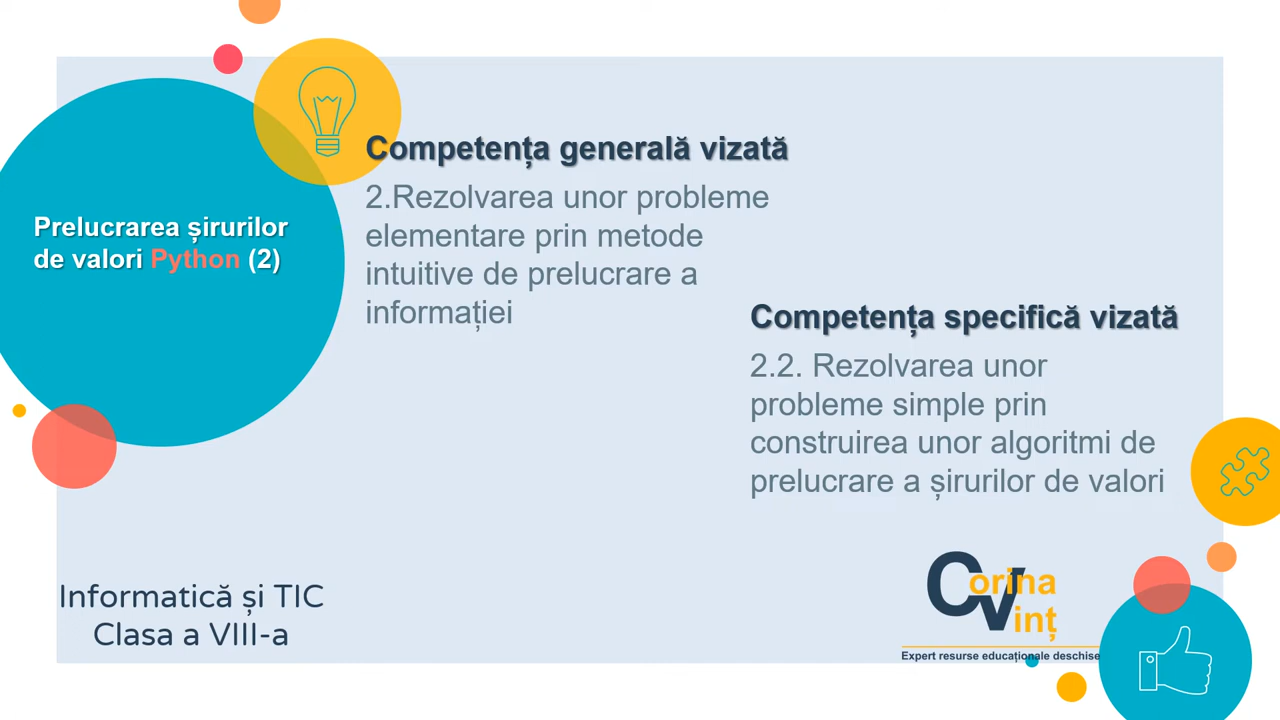 Prelucrarea șirurilor
de valori Python (2)
Competența generală vizată
2.Rezolvarea unor probleme
elementare prin metode
intuitive de prelucrare a
informației
Competența specifică vizată
2.2. Rezolvarea unor
probleme simple prin
construirea unor algoritmi de
prelucrare a șirurilor de valori
Informatică și TIC
Clasa a VIII-a
Corina
Vinț
Expert resurse educaționale deschise